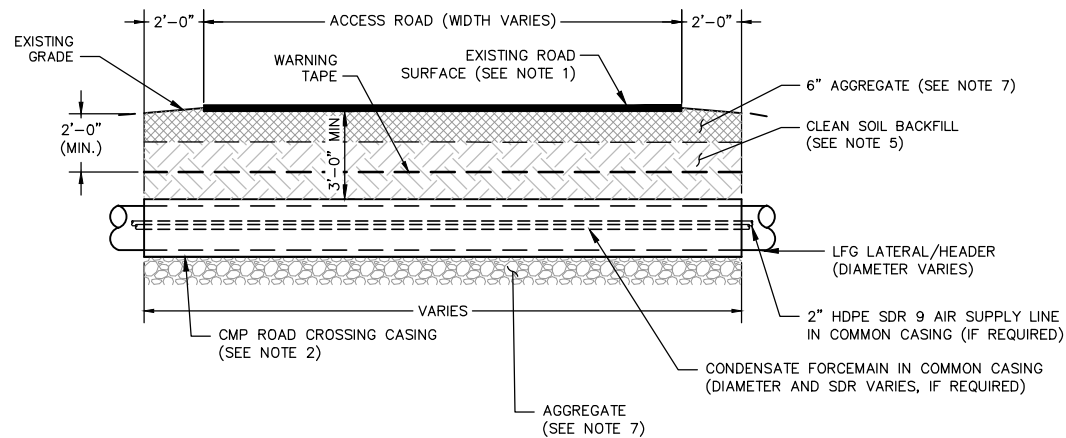 2'-0"
ACCESS ROAD (WIDTH VARIES)
2'-0"
EXISTING
GRADE
WARNING
TAPE
EXISTING ROAD
SURFACE (SEE NOTE 1)
6" AGGREGATE (SEE NOTE 7)
CLEAN SOIL BACKFILL
(SEE NOTE 5)
2'-0"
(MIN.)
3'-0" MIN
LFG LATERAL/HEADER
(DIAMETER VARIES)
VARIES
2" HDPE SDR 9 AIR SUPPLY LINE
IN COMMON CASING (IF REQUIRED)
CMP ROAD CROSSING CASING
(SEE NOTE 2)
CONDENSATE FORCEMAIN IN COMMON CASING
(DIAMETER AND SDR VARIES, IF REQUIRED)
AGGREGATE
(SEE NOTE 7)